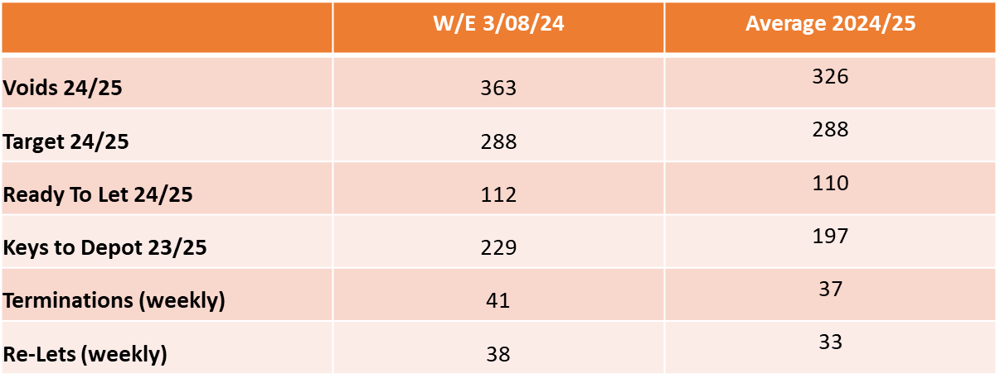 W/E 3/08/24 Average 2024/25
Voids 24/25 363 326
Target 24/25 288 288
Ready To Let 24/25 112 110
Keys to Depot 23/25 229 197
Terminations (weekly) 41 37
Re-Lets (weekly) 38 33